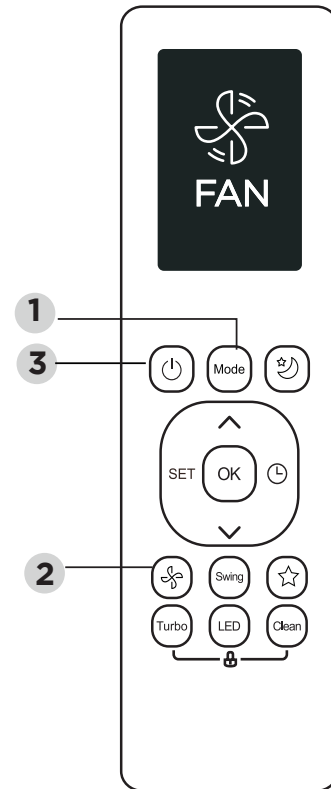 FAN
1
3
Mode
SET OK
2
Swing
Turbo LED Clean